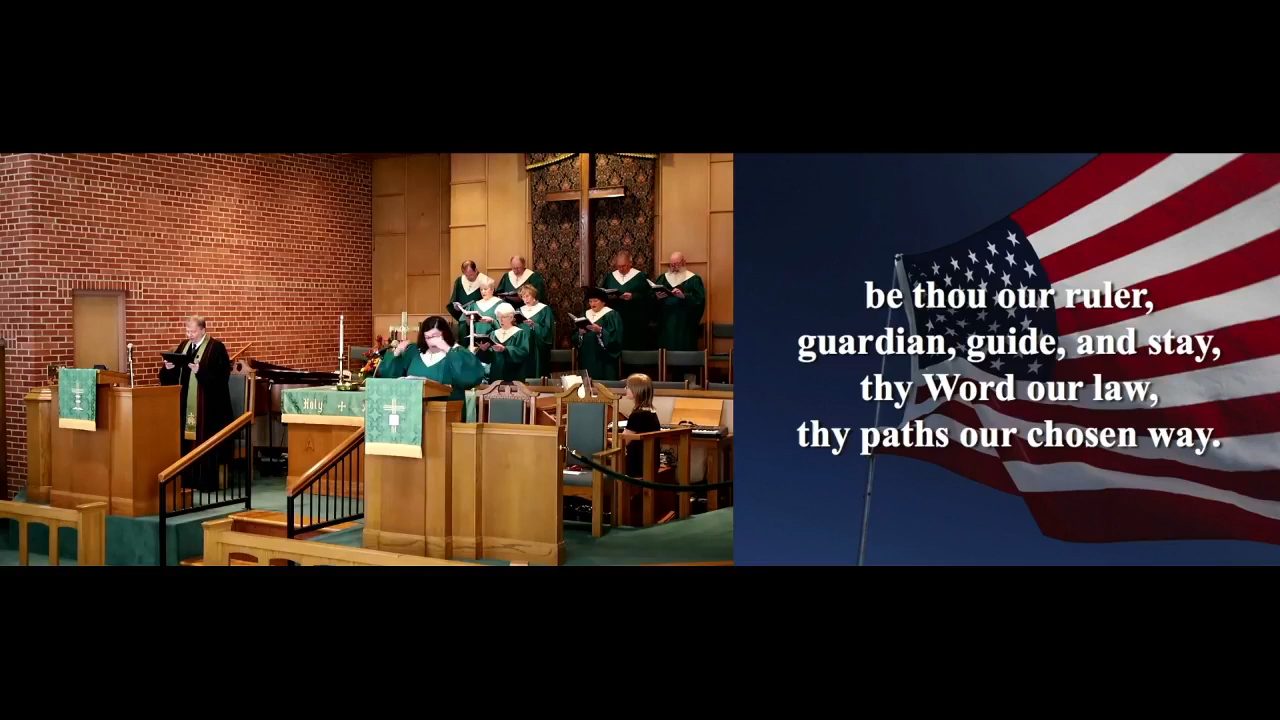 Holy
be thou our ruler,
guardian, guide, and stay,
thy Word our law,
thy paths our chosen way.